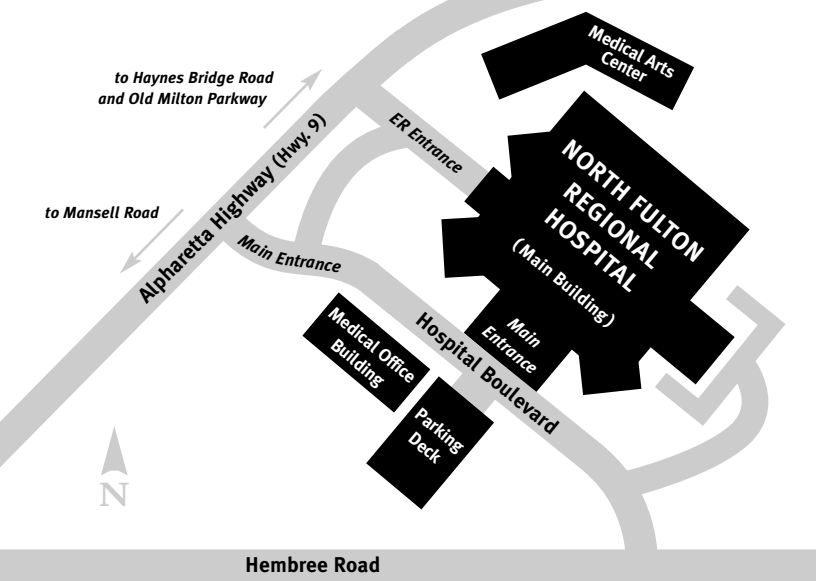 Medical Arts
Center
to Haynes Bridge Road
and Old Milton Parkway
ER Entrance
Alpharetta Highway (Hwy. 9)
NORTH FULTON
REGIONAL
HOSPITAL
(Main Building)
to Mansell Road
Main Entrance
Main
Entrance
Hospital Boulevard
Medical Office
Building
Parking
Deck
N
Hembree Road